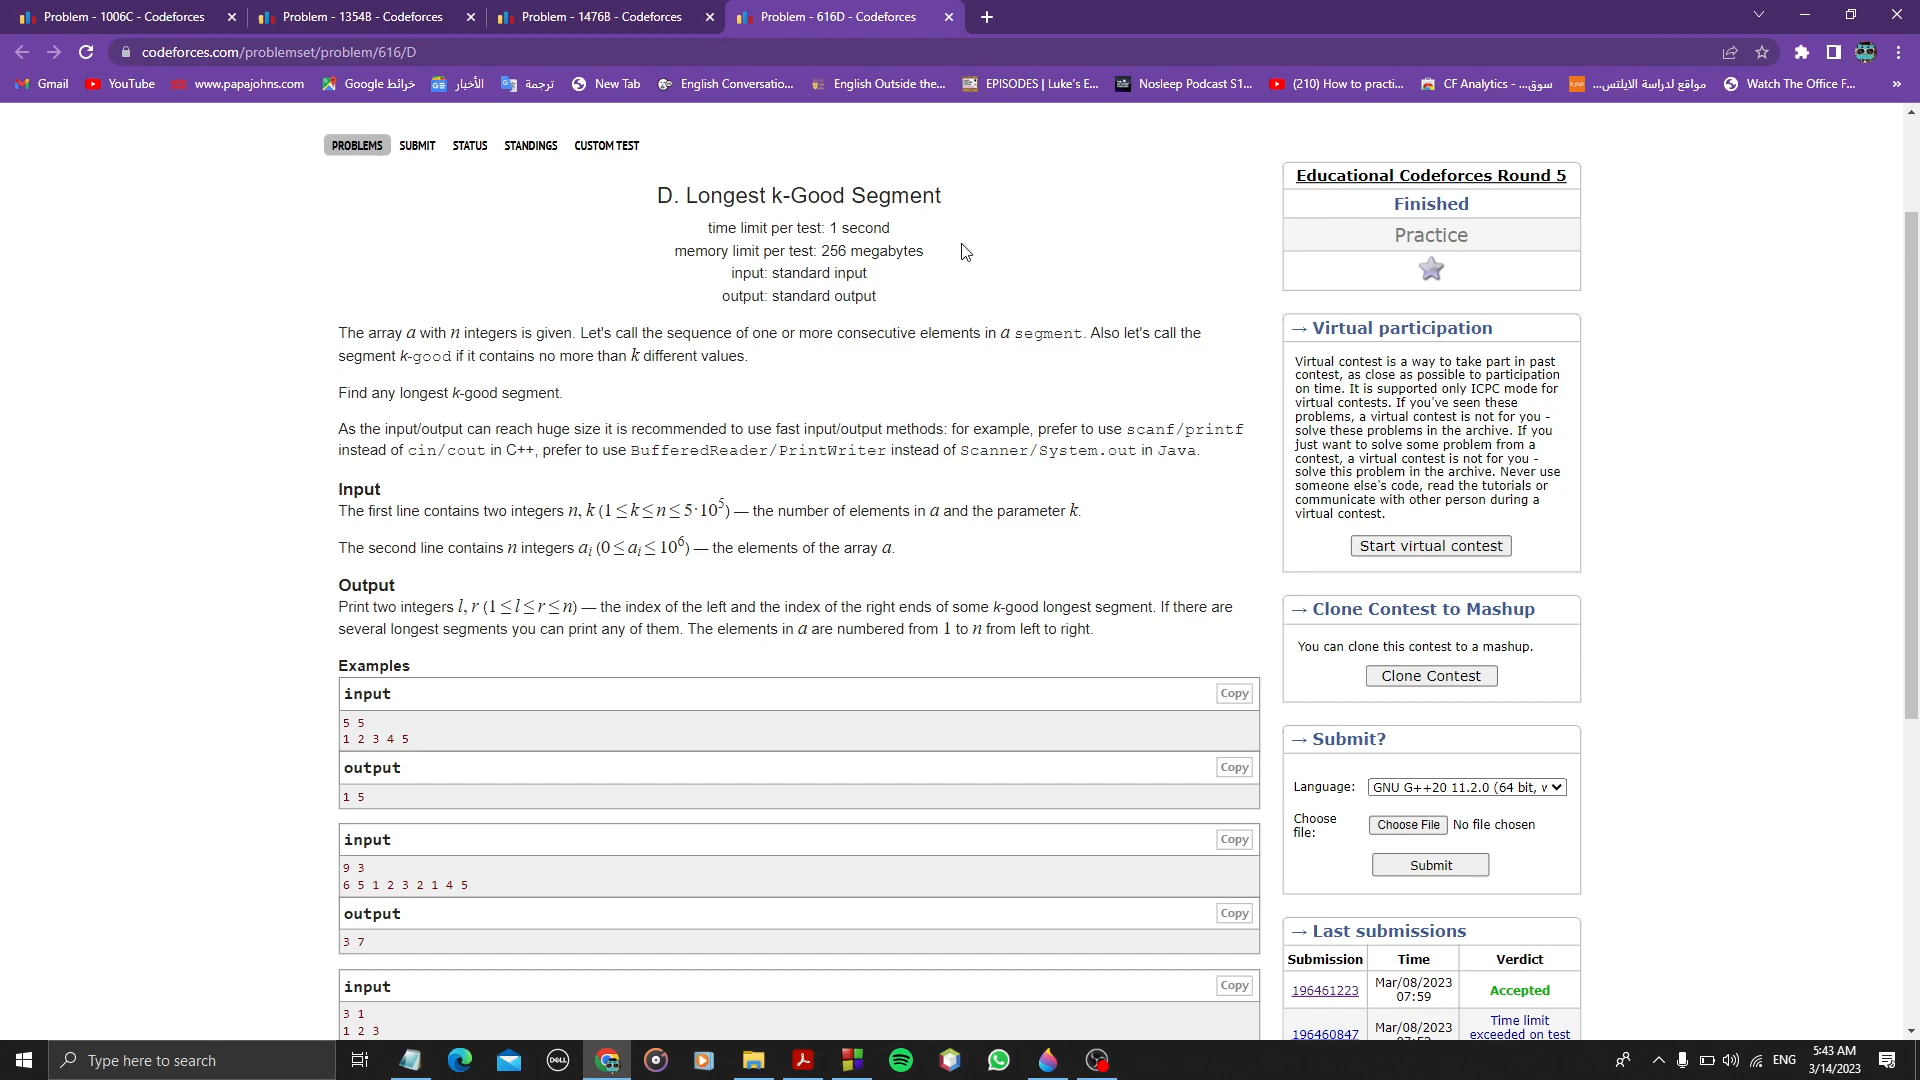 Problem - 1006C - Codeforces
Problem - 1354B - Codeforces
Problem - 1476B - Codeforces
Problem - 616D - Codeforces
codeforces.com/problemset/problem/616/D
Gmail
YouTube
www.papajohns.com
خرائط Google
الأخبار
ترجمة
New Tab
English Conversatio...
English Outside the...
EPISODES | Luke's E...
Nosleep Podcast S1...
(210) How to practi...
CF Analytics - سوق...
مواقع لدراسة الايلتس...
Watch The Office F...
»
PROBLEMS SUBMIT STATUS STANDINGS CUSTOM TEST
D. Longest k-Good Segment
time limit per test: 1 second
memory limit per test: 256 megabytes
input: standard input
output: standard output
The array a with n integers is given. Let's call the sequence of one or more consecutive elements in a segment. Also let's call the
segment k-good if it contains no more than k different values.
Find any longest k-good segment.
As the input/output can reach huge size it is recommended to use fast input/output methods: for example, prefer to use scanf/printf
instead of cin/cout in C++, prefer to use BufferedReader/PrintWriter instead of Scanner/System.out in Java.
Input
The first line contains two integers n, k (1 ≤ k ≤ n ≤ 5·10⁵) — the number of elements in a and the parameter k.
The second line contains n integers aᵢ (0 ≤ aᵢ ≤ 10⁶) — the elements of the array a.
Output
Print two integers l, r (1 ≤ l ≤ r ≤ n) — the index of the left and the index of the right ends of some k-good longest segment. If there are
several longest segments you can print any of them. The elements in a are numbered from 1 to n from left to right.
Examples
input
Copy
5 5
1 2 3 4 5
output
Copy
1 5
input
Copy
9 3
6 5 1 2 3 2 1 4 5
output
Copy
3 7
input
Copy
3 1
1 2 3
Educational Codeforces Round 5
Finished
Practice
→ Virtual participation
Virtual contest is a way to take part in past
contest, as close as possible to participation
on time. It is supported only ICPC mode for
virtual contests. If you've seen these
problems, a virtual contest is not for you -
solve these problems in the archive. If you
just want to solve some problem from a
contest, a virtual contest is not for you -
solve this problem in the archive. Never use
someone else's code, read the tutorials or
communicate with other person during a
virtual contest.
Start virtual contest
→ Clone Contest to Mashup
You can clone this contest to a mashup.
Clone Contest
→ Submit?
Language: GNU G++20 11.2.0 (64 bit, v
Choose
file:
Choose File No file chosen
Submit
→ Last submissions
Submission Time Verdict
196461223 Mar/08/2023 07:59 Accepted
196460847 Mar/08/2023 Time limit
exceeded on test
Type here to search
DELL
ENG
5:43 AM
3/14/2023